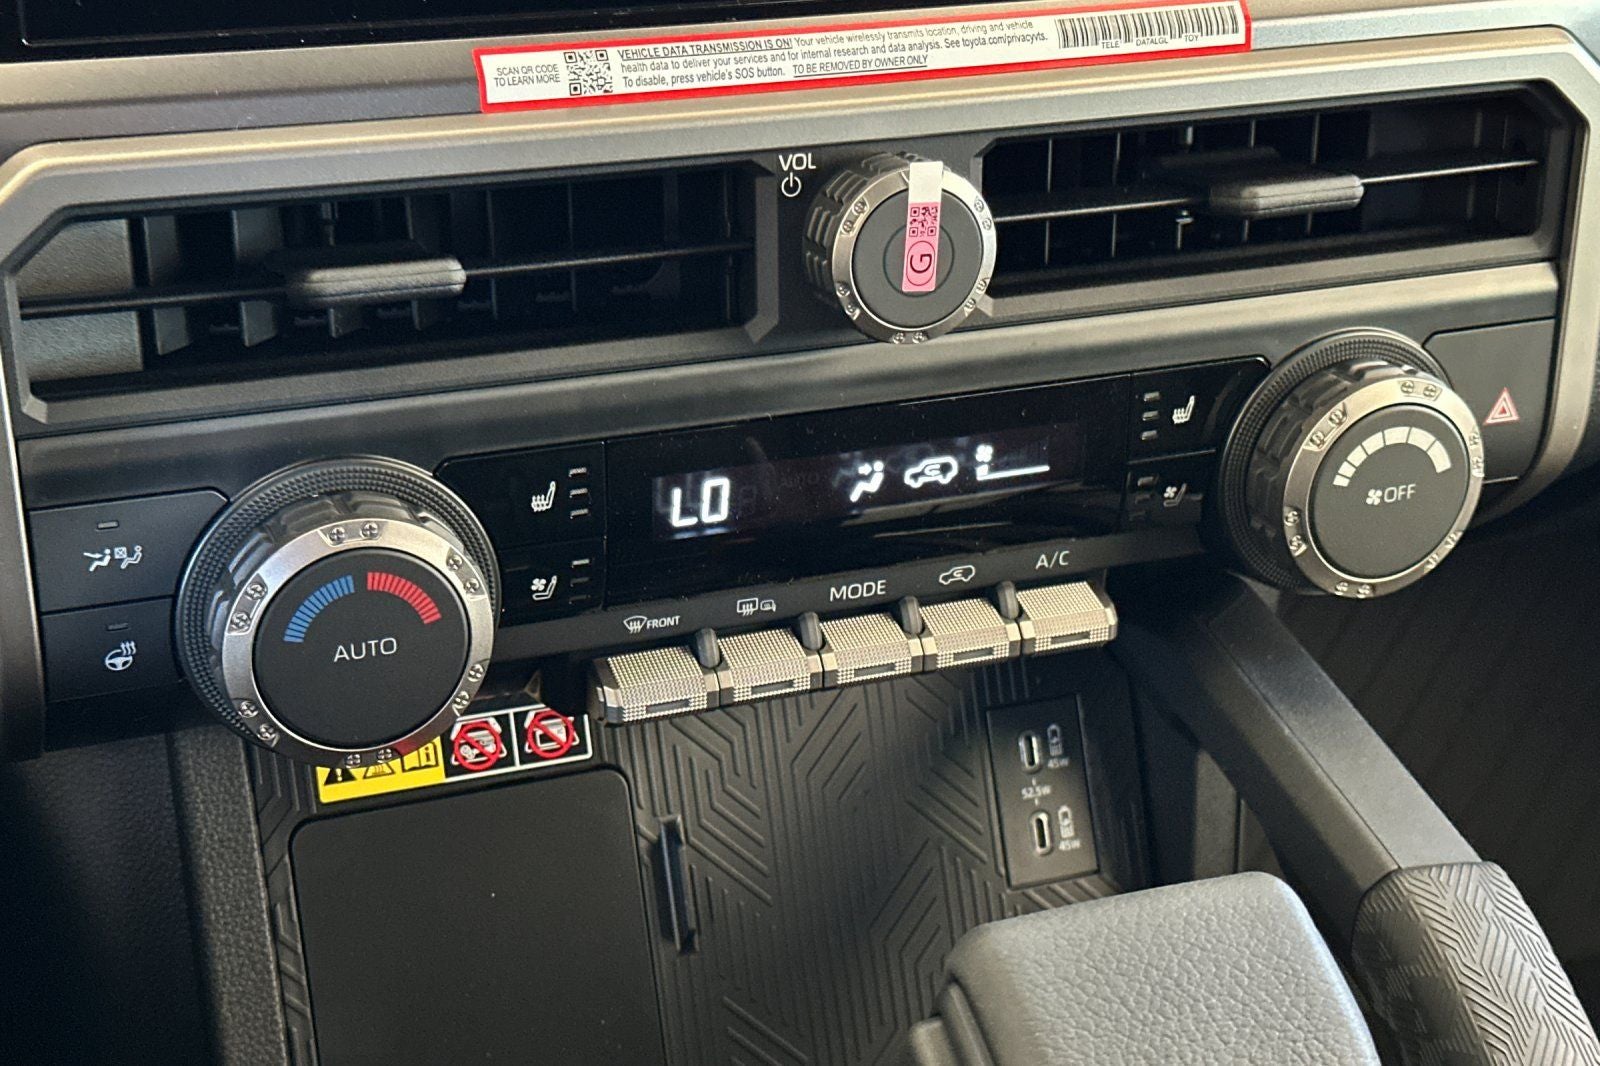 SCAN QR CODE
TO LEARN MORE
VEHICLE DATA TRANSMISSION IS ON! Your vehicle wirelessly transmits location, driving and vehicle
health data to deliver your services and for internal research and data analysis. See toyota.com/privacyvts.
To disable, press vehicle's SOS button. TO BE REMOVED BY OWNER ONLY
TELE DATALGL TOY
VOL
G
LO
AUTO
OFF
AUTO
FRONT
MODE
A/C
45W
52.5W
45W